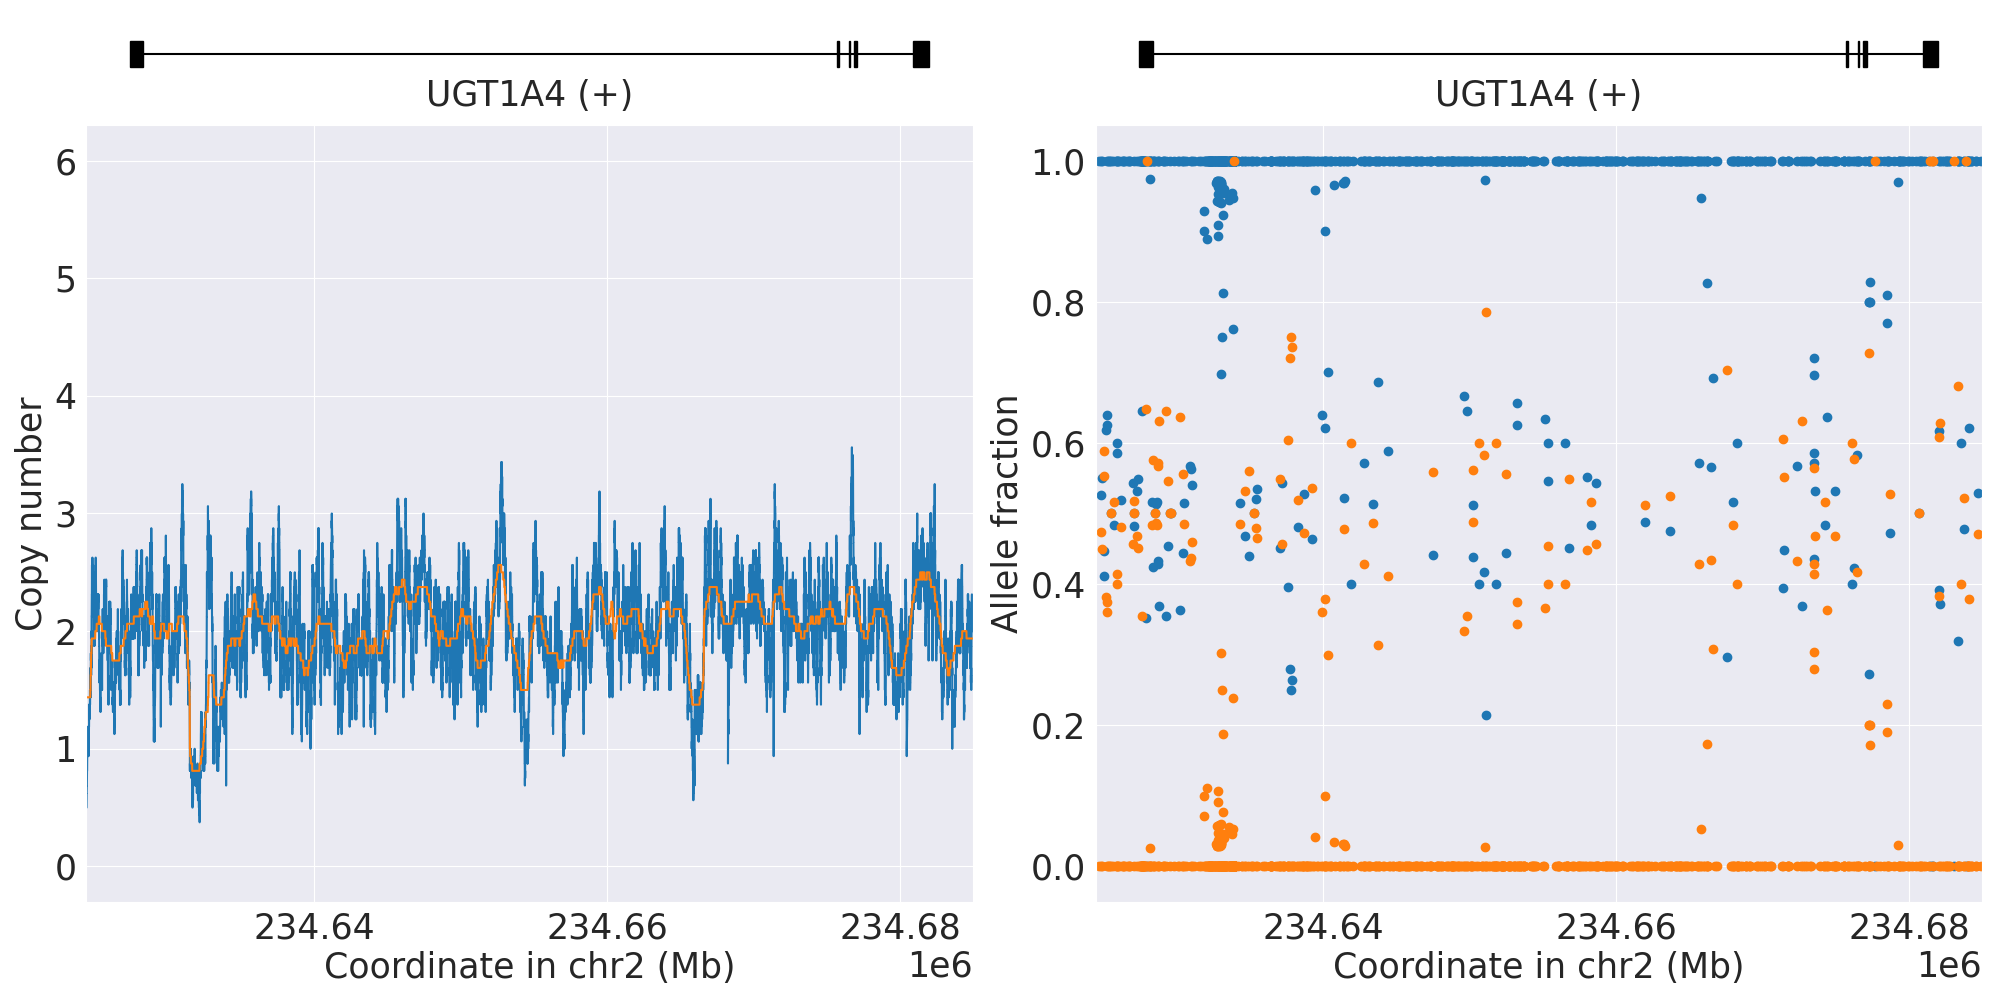 UGT1A4 (+)
Copy number
6
5
4
3
2
1
0
234.64 234.66 234.68
1e6
Coordinate in chr2 (Mb)
UGT1A4 (+)
Allele fraction
1.0
0.8
0.6
0.4
0.2
0.0
234.64 234.66 234.68
1e6
Coordinate in chr2 (Mb)